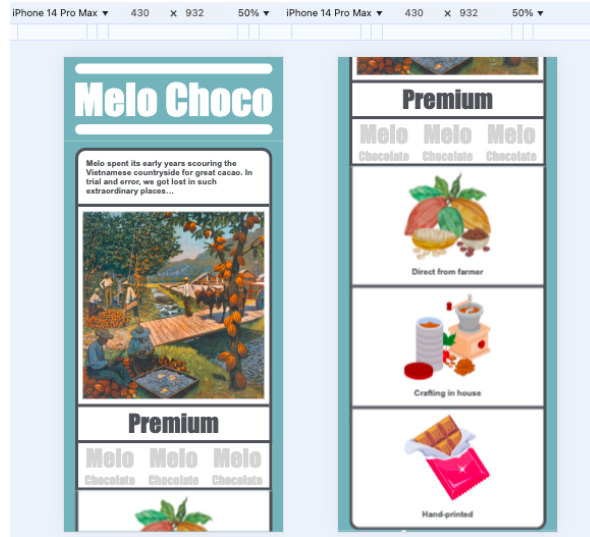 iPhone 14 Pro Max ▼ 430 × 932 50% ▼ iPhone 14 Pro Max ▼ 430 × 932 50% ▼
Melo Choco
Melo spent its early years scouring the
Vietnamese countryside for great cacao. In
trial and error, we got lost in such
extraordinary places...
Premium
Melo Melo Melo
Chocolate Chocolate Chocolate
Premium
Melo Melo Melo
Chocolate Chocolate Chocolate
Direct from farmer
Crafting in house
Hand-printed